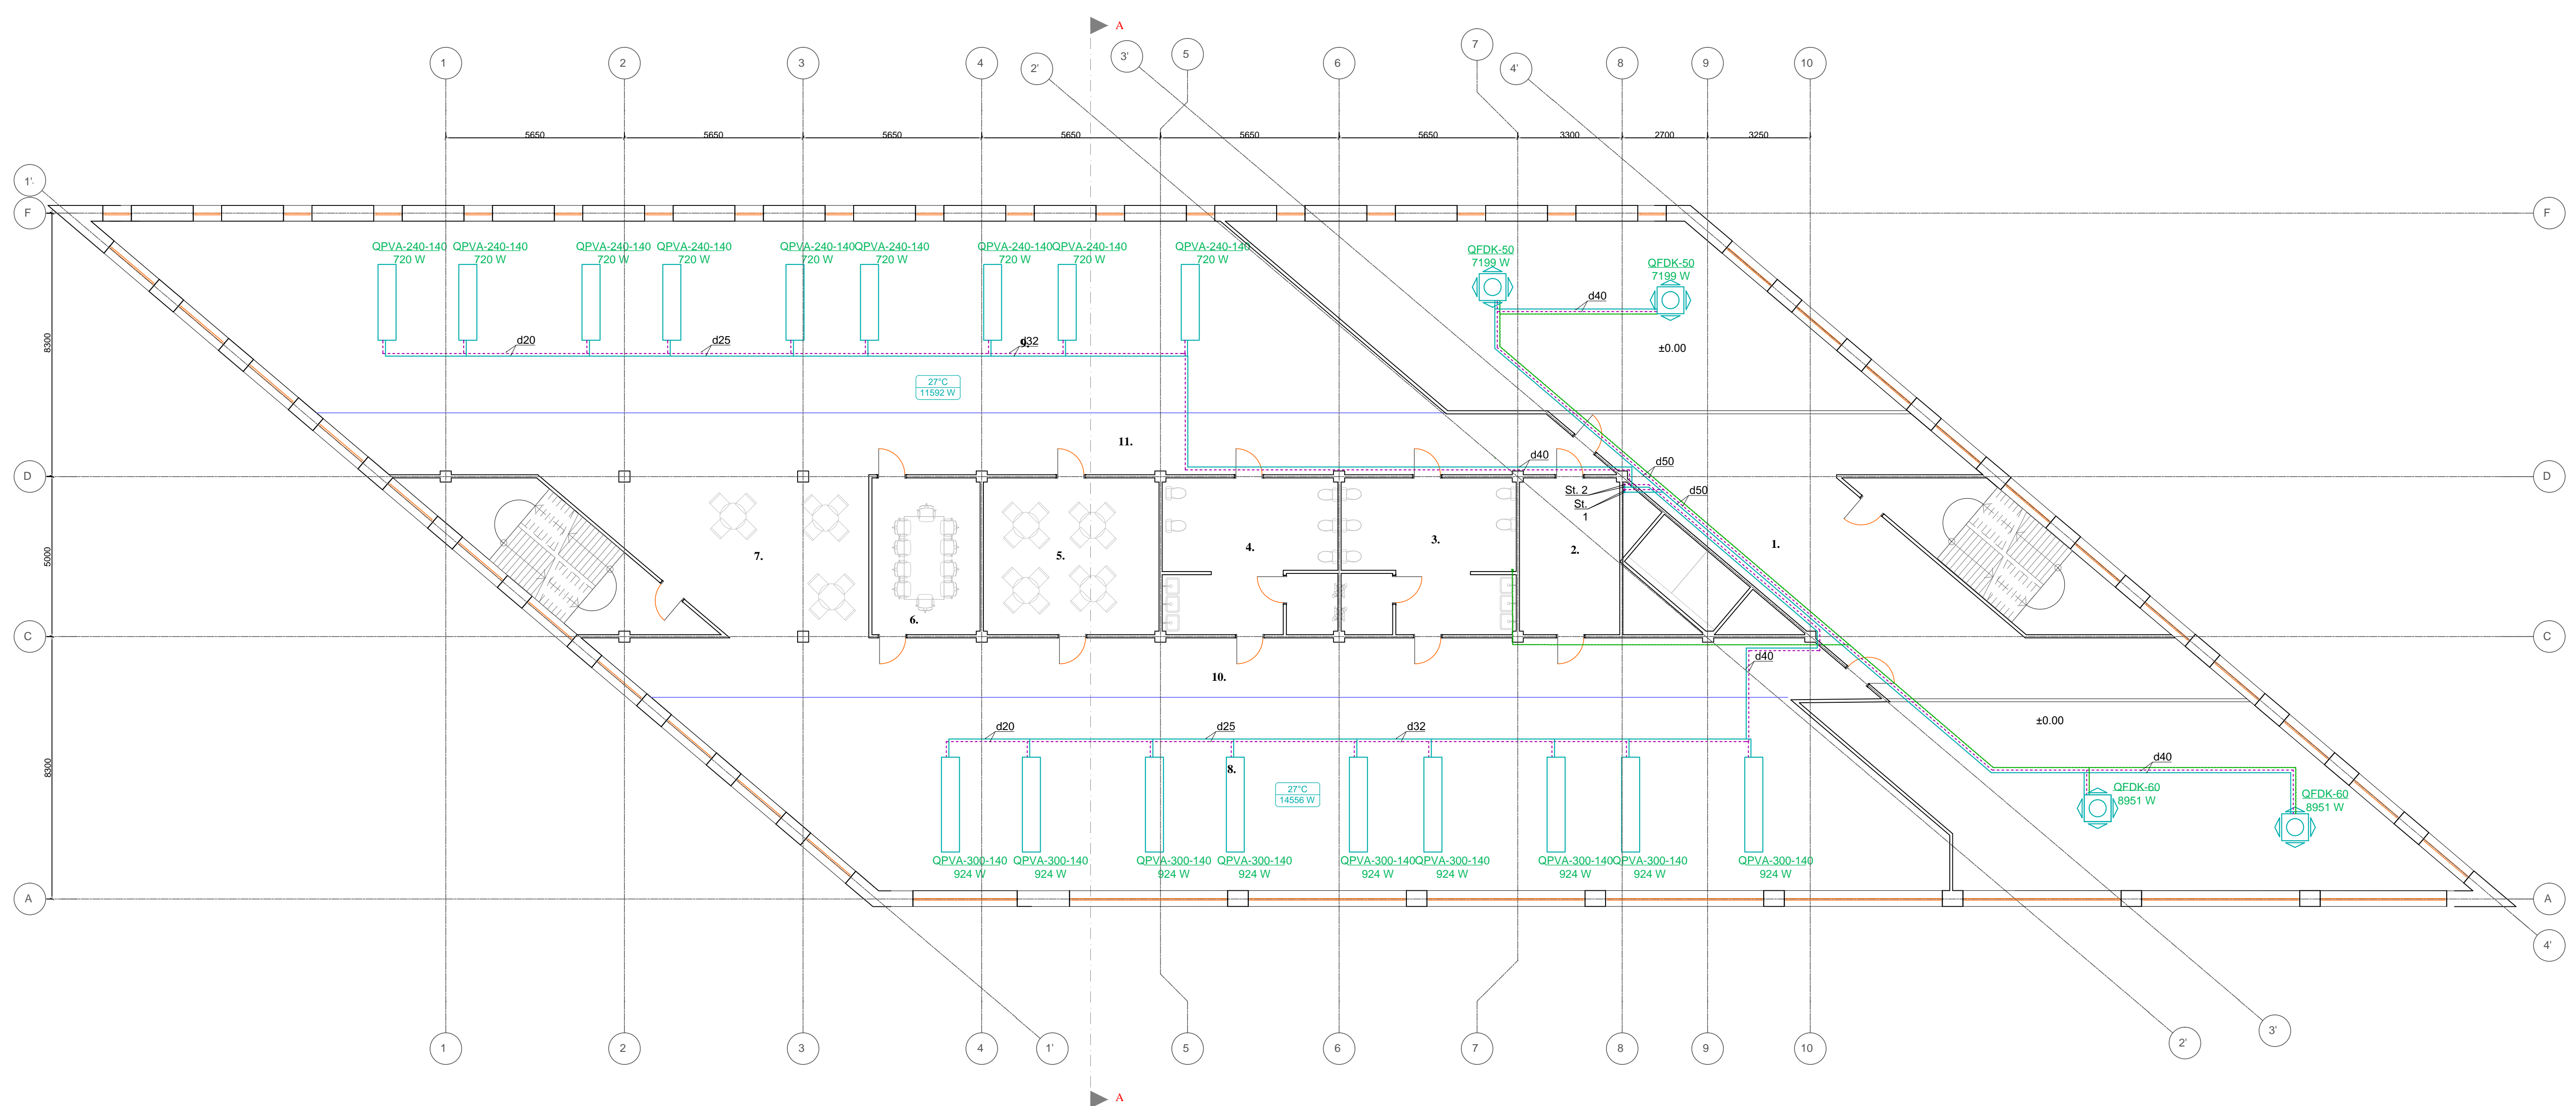 A
1
2
3
4
2'
3'
5
6
7
4'
8
9
10
5650
5650
5650
5650
5650
5650
3300
2700
3250
1'
F
F
QPVA-240-140
720 W
QPVA-240-140
720 W
QPVA-240-140
720 W
QPVA-240-140
720 W
QPVA-240-140
720 W
QPVA-240-140
720 W
QPVA-240-140
720 W
QPVA-240-140
720 W
QPVA-240-140
720 W
QFDK-50
7199 W
QFDK-50
7199 W
d40
±0.00
8300
d20
d25
9.
d32
27°C
11592 W
11.
d40
d50
d50
St. 2
St.
1
D
D
5000
7.
6.
5.
4.
3.
2.
1.
C
C
10.
d40
±0.00
8300
d20
d25
d32
8.
27°C
14556 W
d40
QFDK-60
8951 W
QFDK-60
8951 W
QPVA-300-140
924 W
QPVA-300-140
924 W
QPVA-300-140
924 W
QPVA-300-140
924 W
QPVA-300-140
924 W
QPVA-300-140
924 W
QPVA-300-140
924 W
QPVA-300-140
924 W
QPVA-300-140
924 W
A
A
4'
1
2
3
4
1'
5
6
7
8
9
10
2'
3'
A